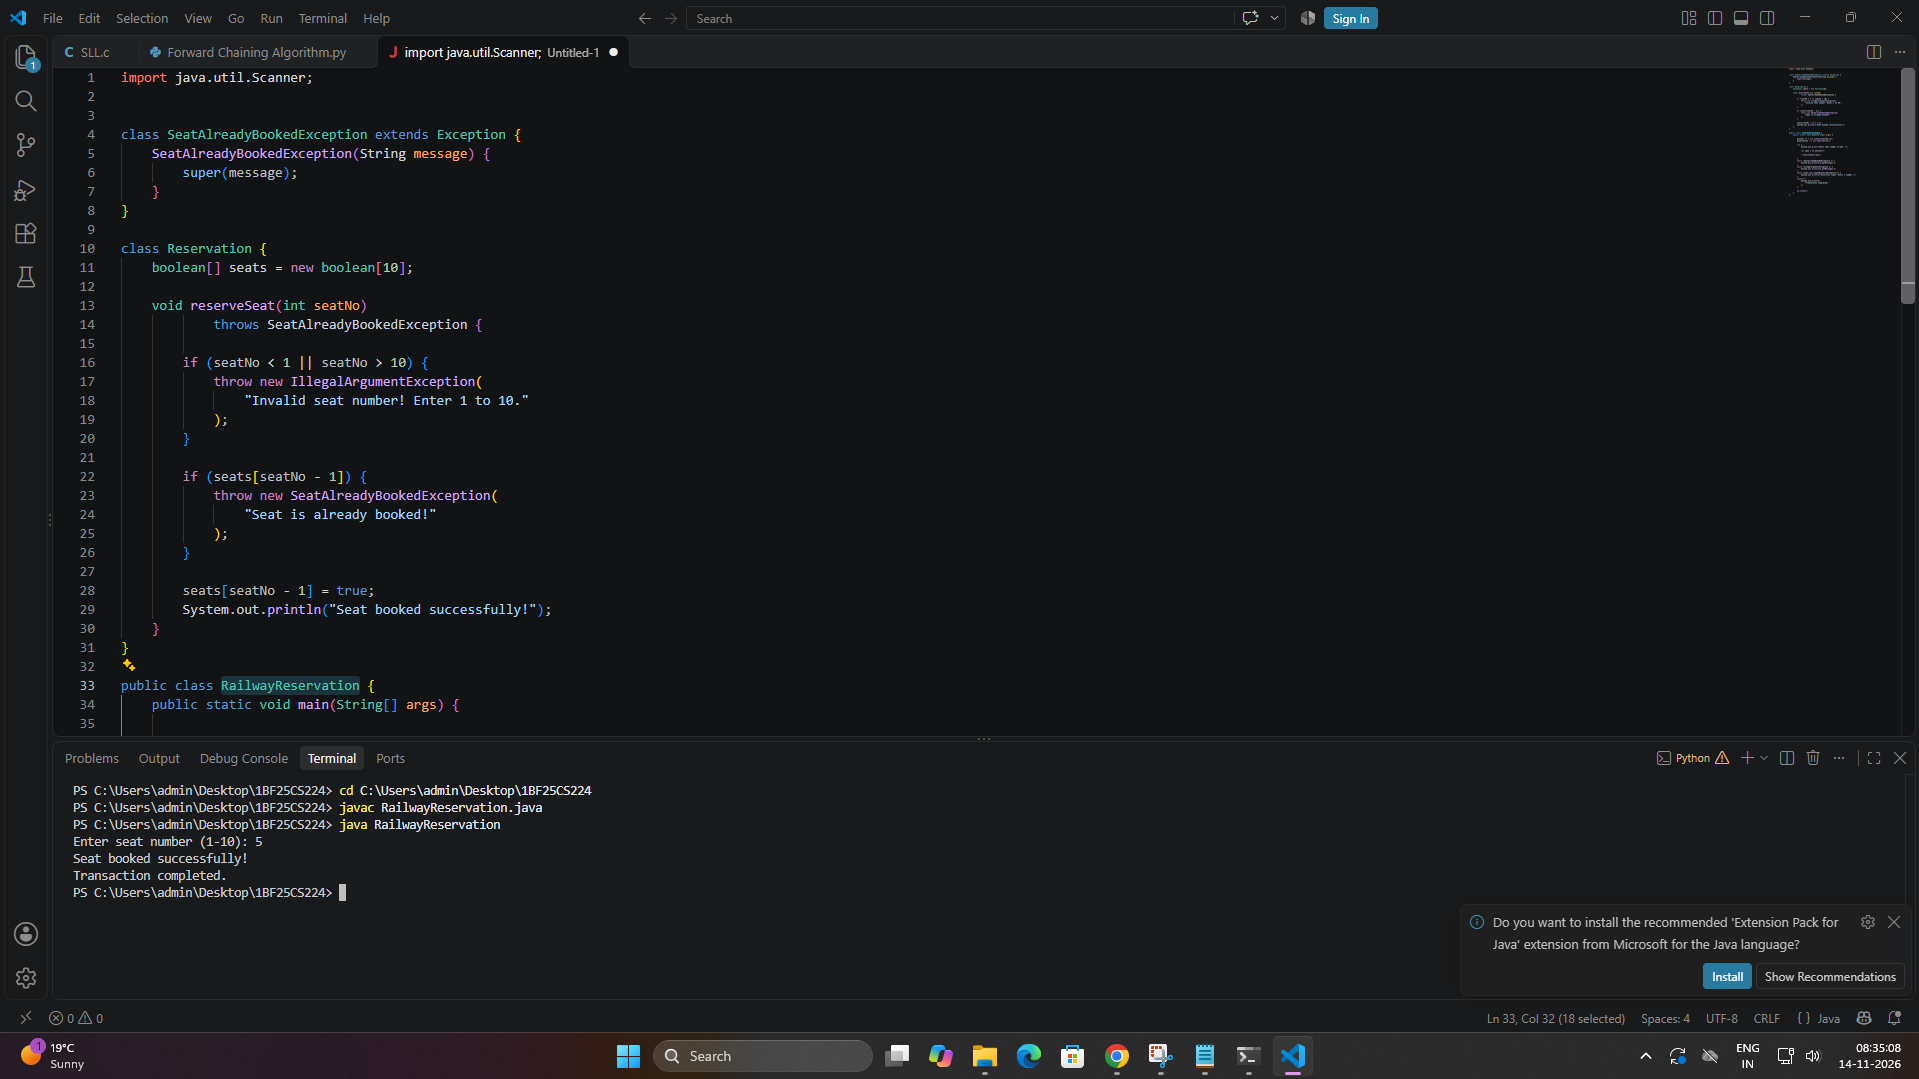 File Edit Selection View Go Run Terminal Help
Search
Sign In
SLL.c
Forward Chaining Algorithm.py
import java.util.Scanner; Untitled-1
1 import java.util.Scanner;
2
3
4 class SeatAlreadyBookedException extends Exception {
5 SeatAlreadyBookedException(String message) {
6 super(message);
7 }
8 }
9
10 class Reservation {
11 boolean[] seats = new boolean[10];
12
13 void reserveSeat(int seatNo)
14 throws SeatAlreadyBookedException {
15
16 if (seatNo < 1 || seatNo > 10) {
17 throw new IllegalArgumentException(
18 "Invalid seat number! Enter 1 to 10."
19 );
20 }
21
22 if (seats[seatNo - 1]) {
23 throw new SeatAlreadyBookedException(
24 "Seat is already booked!"
25 );
26 }
27
28 seats[seatNo - 1] = true;
29 System.out.println("Seat booked successfully!");
30 }
31 }
32
33 public class RailwayReservation {
34 public static void main(String[] args) {
35
Problems Output Debug Console Terminal Ports
Python
PS C:\Users\admin\Desktop\1BF25CS224> cd C:\Users\admin\Desktop\1BF25CS224
PS C:\Users\admin\Desktop\1BF25CS224> javac RailwayReservation.java
PS C:\Users\admin\Desktop\1BF25CS224> java RailwayReservation
Enter seat number (1-10): 5
Seat booked successfully!
Transaction completed.
PS C:\Users\admin\Desktop\1BF25CS224>
Do you want to install the recommended 'Extension Pack for
Java' extension from Microsoft for the Java language?
Install
Show Recommendations
0 0
Ln 33, Col 32 (18 selected) Spaces: 4 UTF-8 CRLF {} Java
1
19°C
Sunny
Search
ENG
IN
08:35:08
14-11-2026